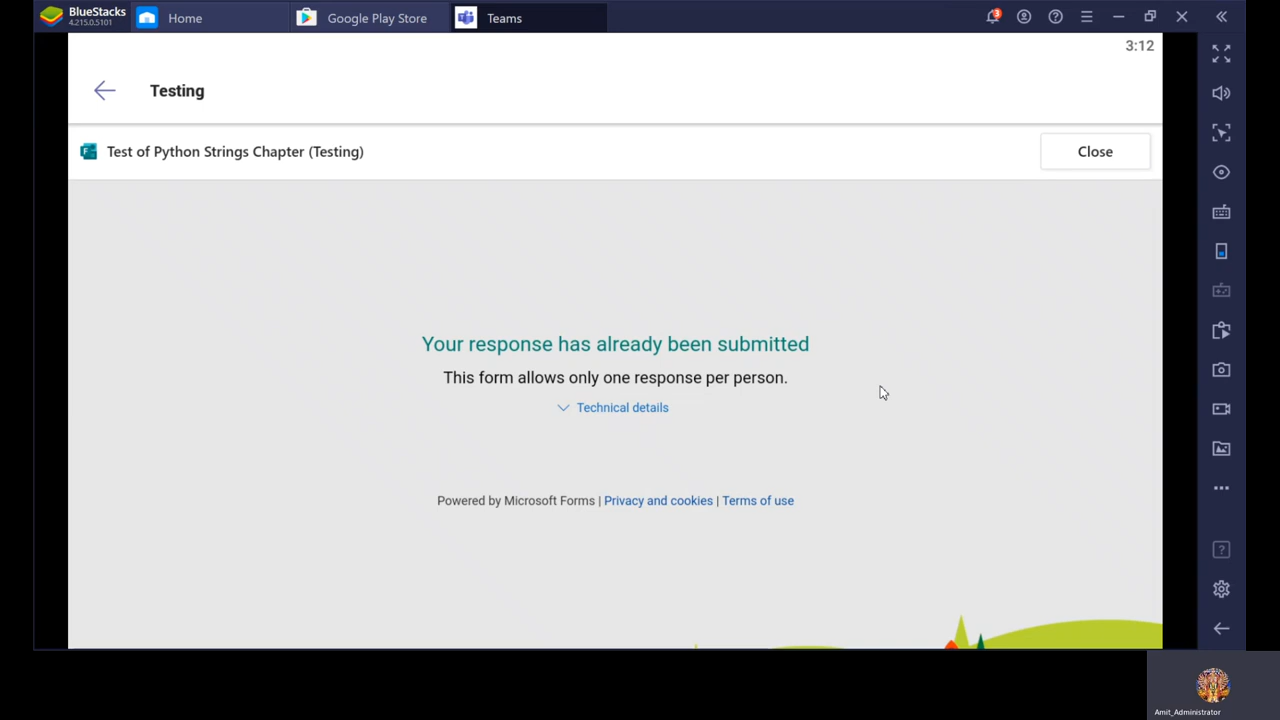 BlueStacks
4.215.0.5101
Home
Google Play Store
Teams
3
3:12
Testing
F
Test of Python Strings Chapter (Testing)
Close
Your response has already been submitted
This form allows only one response per person.
Technical details
Powered by Microsoft Forms | Privacy and cookies | Terms of use
Amit_Administrator